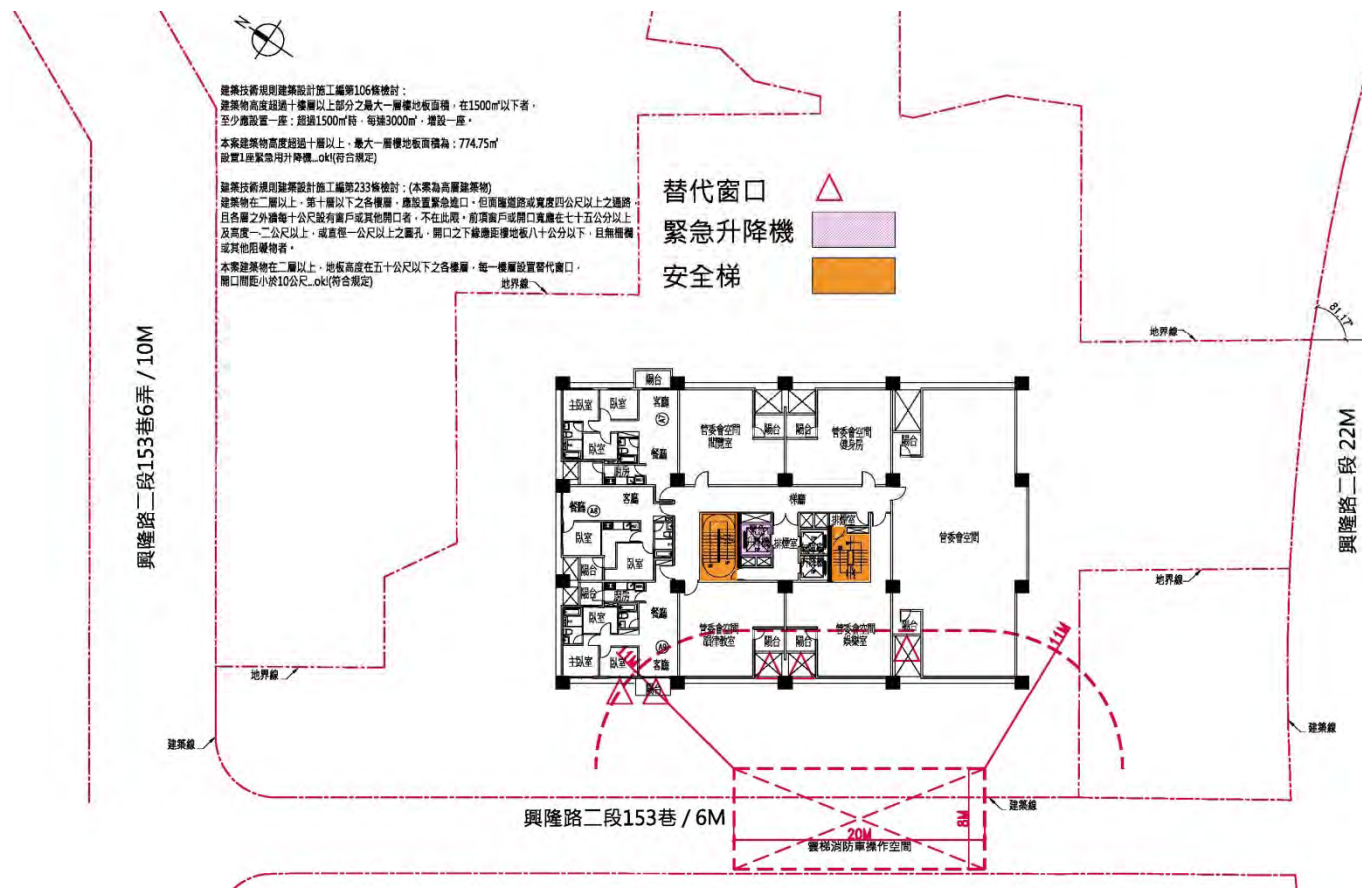 N
建築技術規則建築設計施工編第106條檢討：
建築物高度超過十樓層以上部分之最大一層樓地板面積，在1500㎡以下者，
至少應設置一座；超過1500㎡時，每達3000㎡，增設一座。
本案建築物高度超過十層以上，最大一層樓地板面積為：774.75㎡
設置1座緊急用升降機...ok!(符合規定)
建築技術規則建築設計施工編第233條檢討：(本案為高層建築物)
建築物在二層以上，第十層以下之各樓層，應設置緊急進口。但面臨道路或寬度四公尺以上之通路，
且各層之外牆每十公尺設有窗戶或其他開口者，不在此限。前項窗戶或開口寬應在七十五公分以上
及高度一·二公尺以上，或直徑一公尺以上之圓孔，開口之下緣應距樓地板八十公分以下，且無柵欄
或其他阻礙物者。
本案建築物在二層以上，地板高度在五十公尺以下之各樓層，每一樓層設置替代窗口，
開口間距小於10公尺...ok!(符合規定)
替代窗口
緊急升降機
安全梯
地界線
地界線
81.17°
興隆路二段153巷6弄 / 10M
興隆路二段 22M
陽台
主臥室
臥室
客廳
A7
臥室
餐廳
廚房
管委會空間
閱覽室
陽台
陽台
管委會空間
健身房
陽台
梯廳
餐廳
A8
客廳
臥室
臥室
陽台
排煙室
排煙室
管委會空間
地界線
陽台
廚房
臥室
餐廳
主臥室
臥室
A9
客廳
陽台
管委會空間
韻律教室
陽台
陽台
管委會空間
娛樂室
陽台
11M
11M
地界線
建築線
建築線
建築線
興隆路二段153巷 / 6M
8M
20M
雲梯消防車操作空間